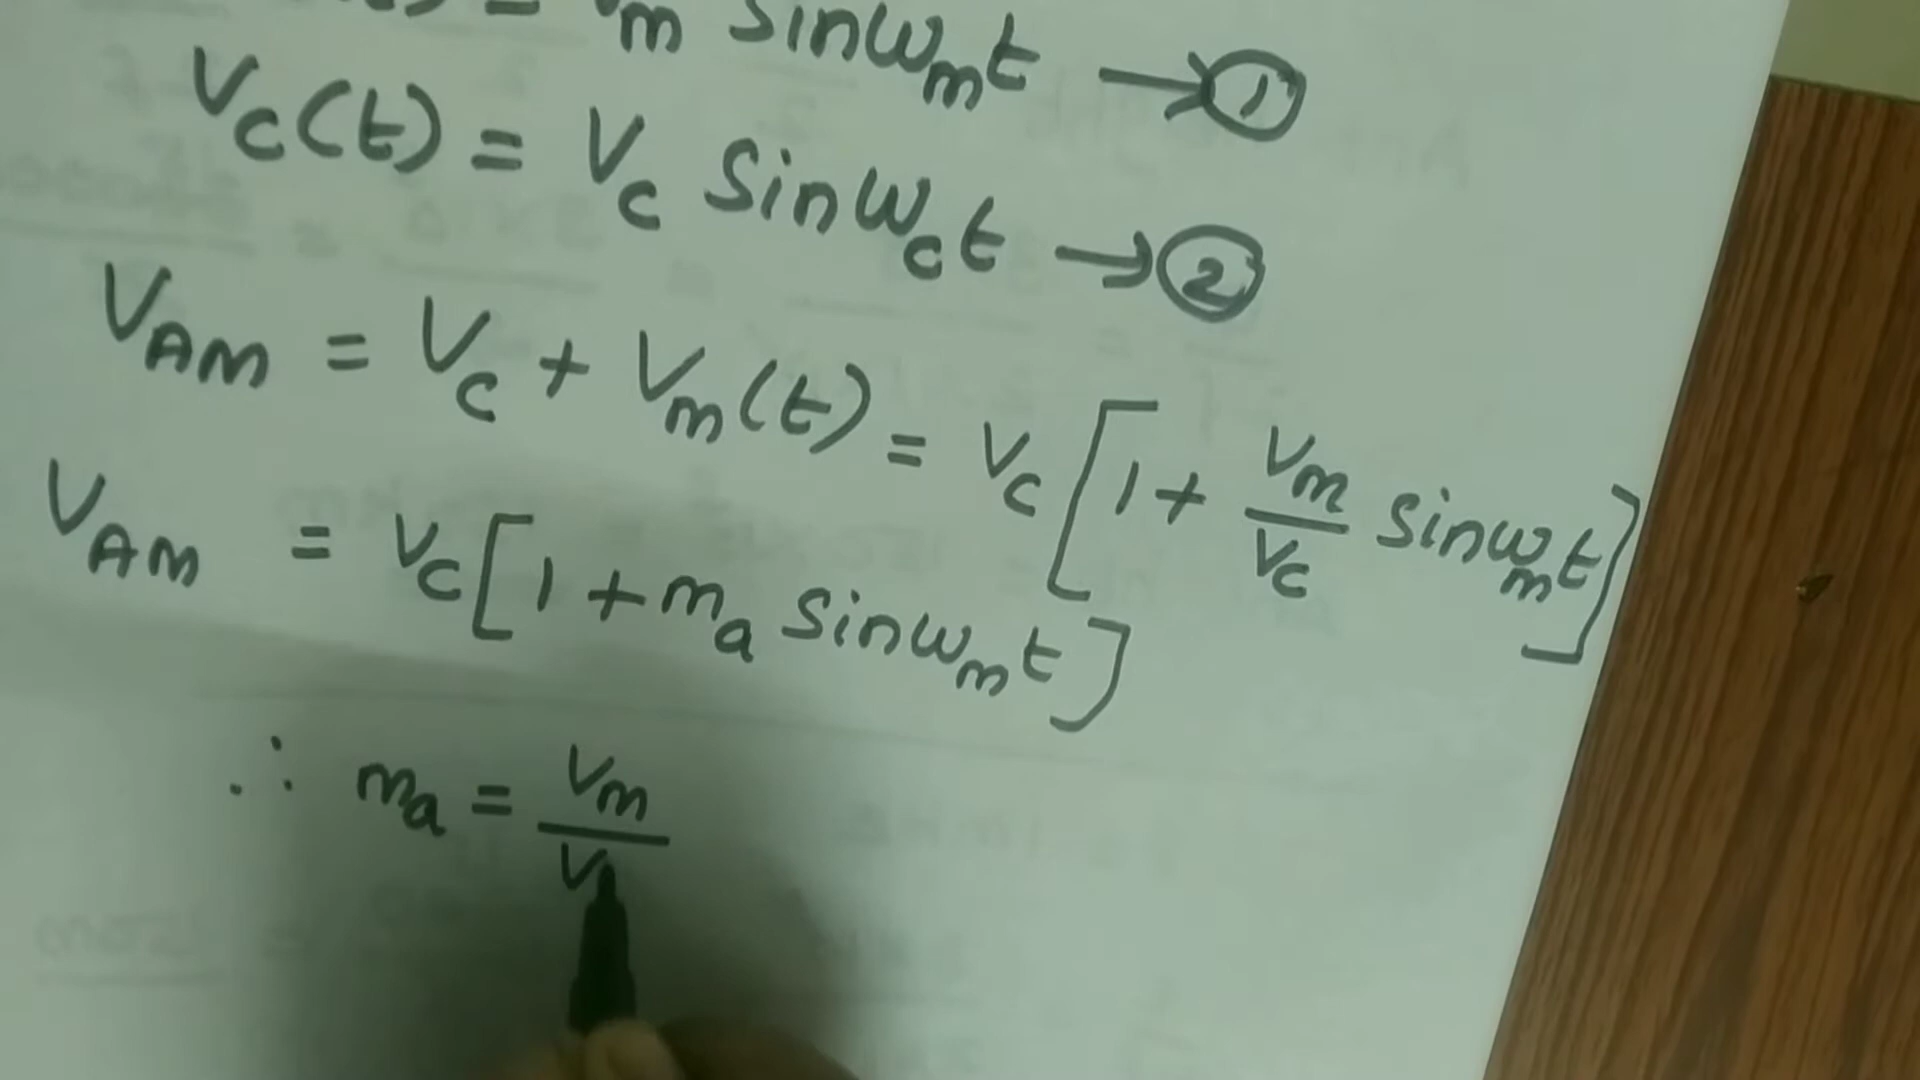 m sinωmt → 1
Vc(t) = Vc sinωct → 2
VAM = Vc + Vm(t) = Vc [1 + Vm/Vc sinωmt]
VAM = Vc [1 + ma sinωmt]
∴ ma = Vm/V